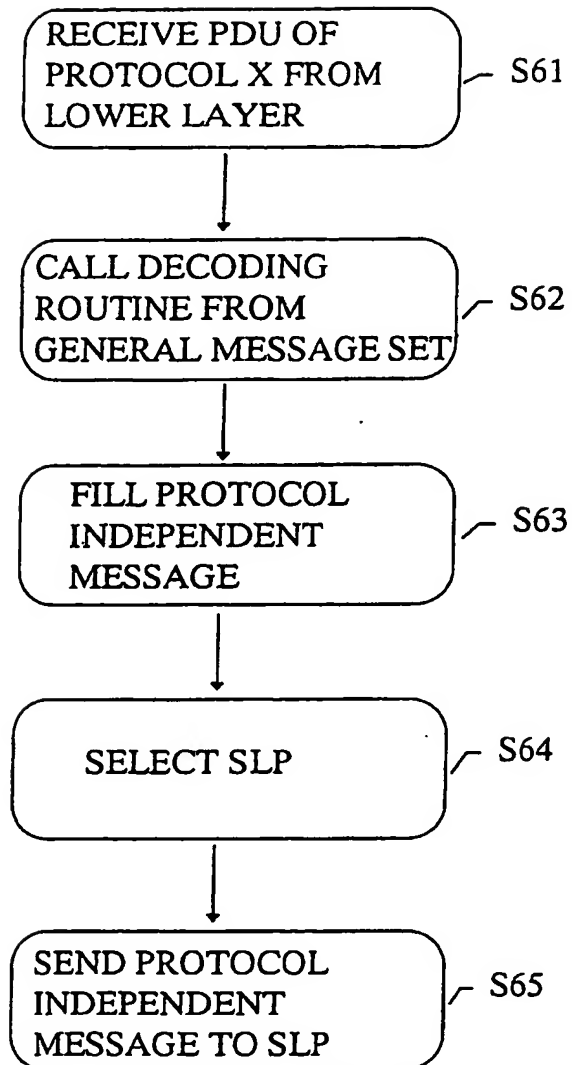 RECEIVE PDU OF
PROTOCOL X FROM
LOWER LAYER
S61
CALL DECODING
ROUTINE FROM
GENERAL MESSAGE SET
S62
FILL PROTOCOL
INDEPENDENT
MESSAGE
S63
SELECT SLP
S64
SEND PROTOCOL
INDEPENDENT
MESSAGE TO SLP
S65